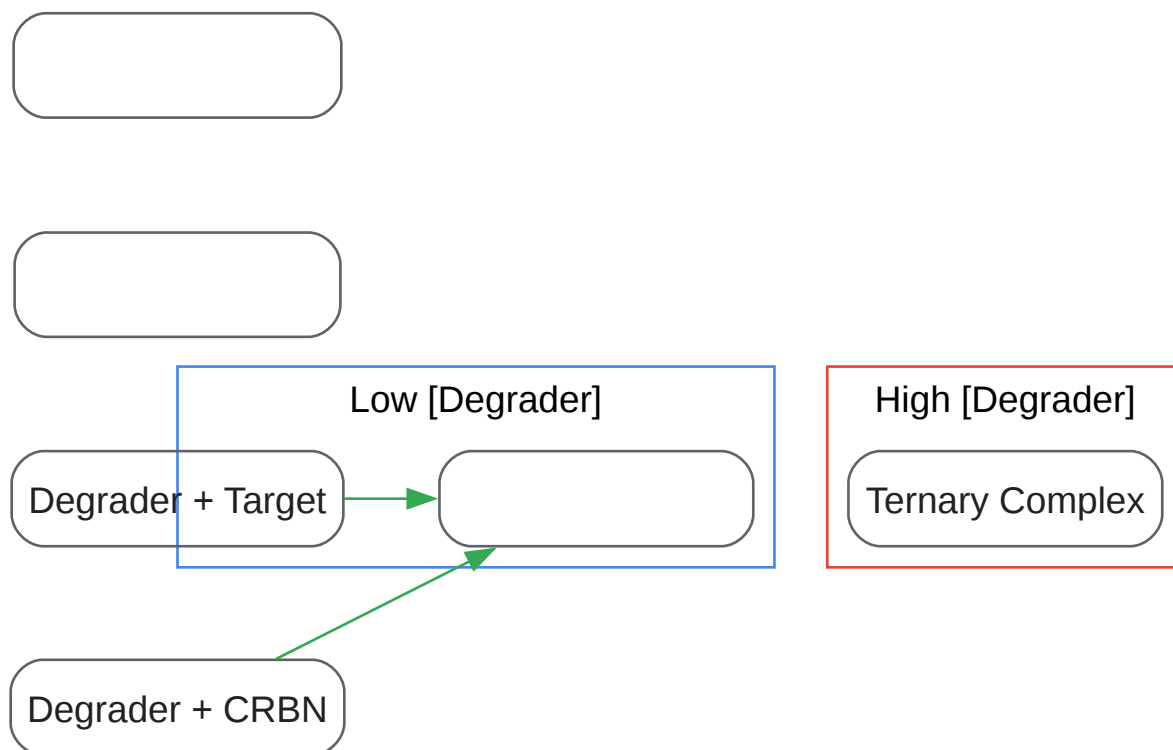 Low [Degrader]
High [Degrader]
Degrader + Target
Ternary Complex
Degrader + CRBN